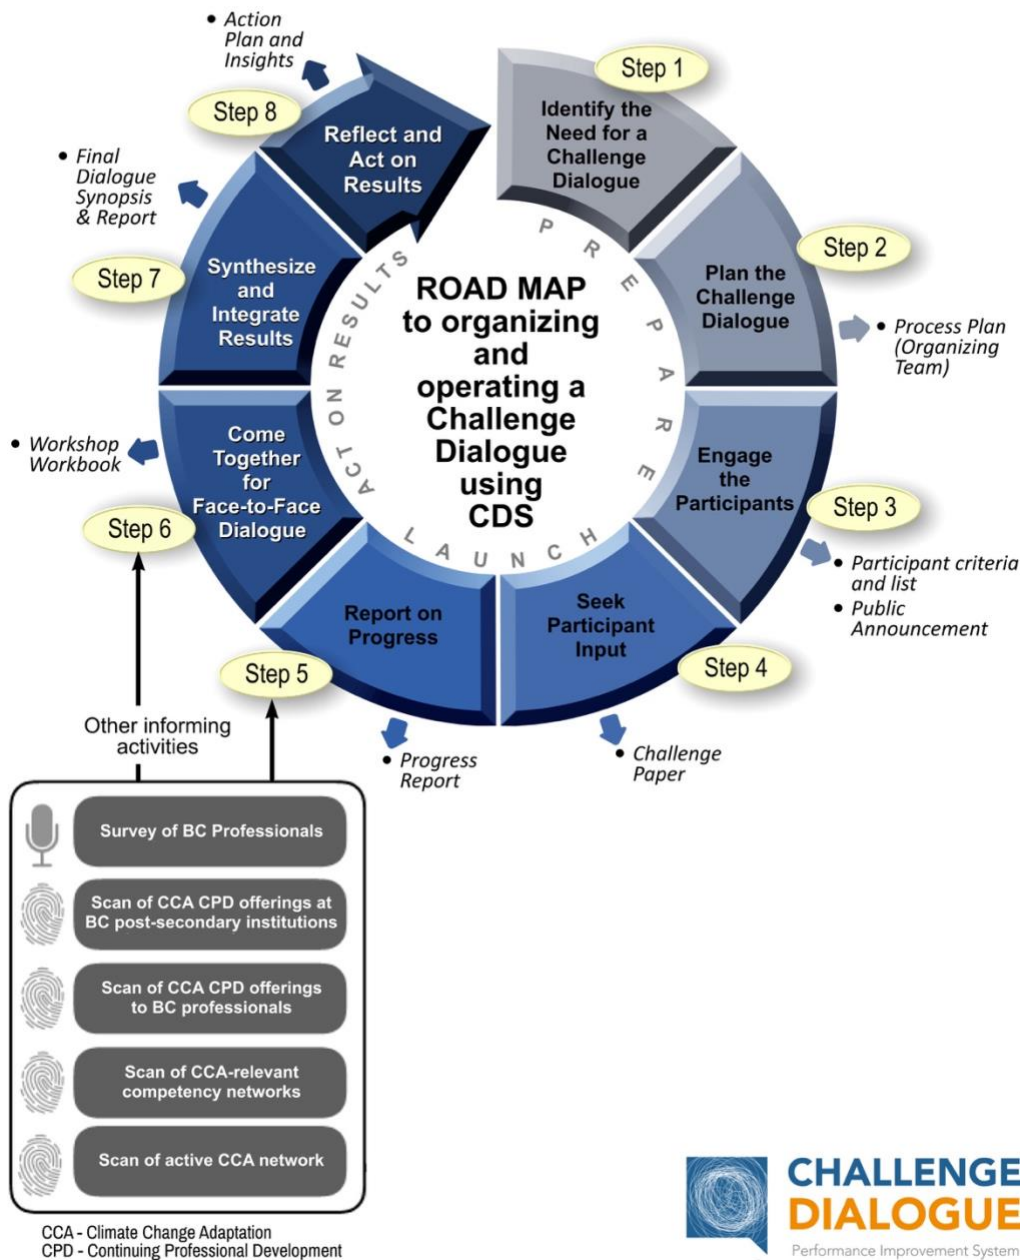 Step 1
Identify the
Need for a
Challenge
Dialogue
Step 2
Plan the
Challenge
Dialogue
• Process Plan
(Organizing
Team)
Step 3
Engage
the
Participants
• Participant criteria
and list
• Public
Announcement
Step 4
Seek
Participant
Input
• Challenge
Paper
Step 5
Report on
Progress
• Progress
Report
Step 6
Come
Together
for
Face-to-Face
Dialogue
• Workshop
Workbook
Step 7
Synthesize
and
Integrate
Results
• Final
Dialogue
Synopsis
& Report
Step 8
Reflect and
Act on
Results
• Action
Plan and
Insights
PREPARE
LAUNCH
ACT ON RESULTS
ROAD MAP
to organizing
and
operating a
Challenge
Dialogue
using
CDS
Other informing
activities
Survey of BC Professionals
Scan of CCA CPD offerings at
BC post-secondary institutions
Scan of CCA CPD offerings
to BC professionals
Scan of CCA-relevant
competency networks
Scan of active CCA network
CCA - Climate Change Adaptation
CPD - Continuing Professional Development
CHALLENGE
DIALOGUE
Performance Improvement System